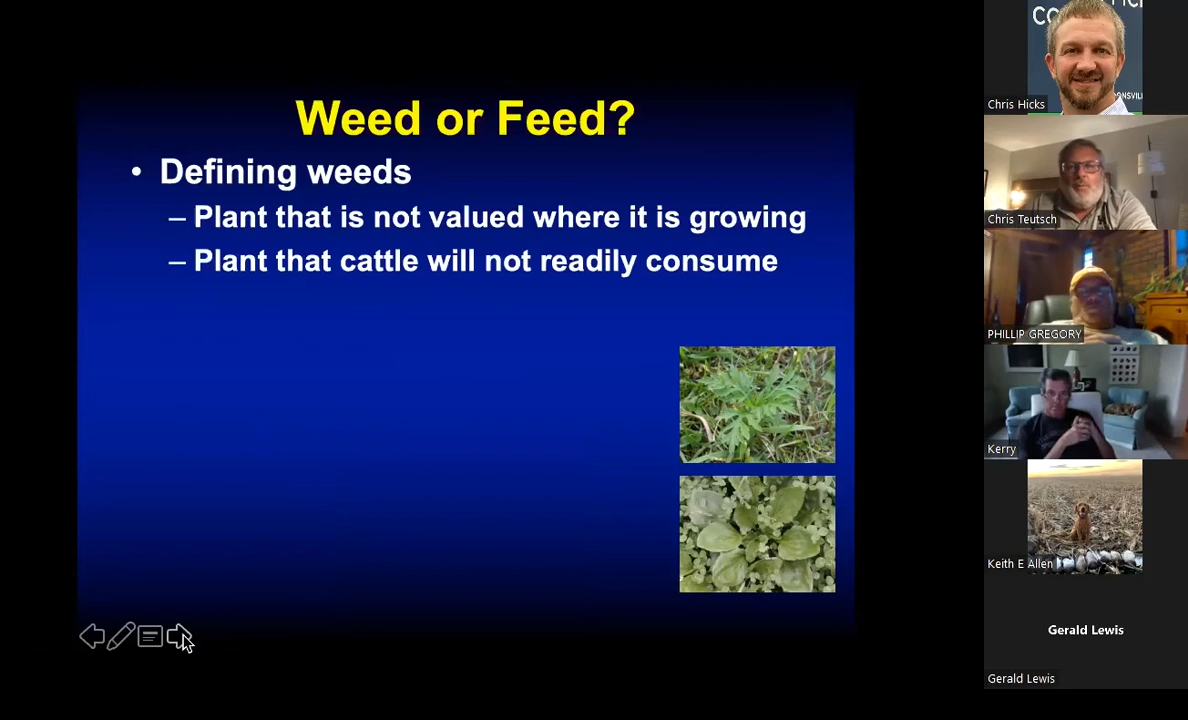 Weed or Feed?
• Defining weeds
– Plant that is not valued where it is growing
– Plant that cattle will not readily consume
Chris Hicks
Chris Teutsch
PHILLIP GREGORY
Kerry
Keith E Allen
Gerald Lewis
Gerald Lewis